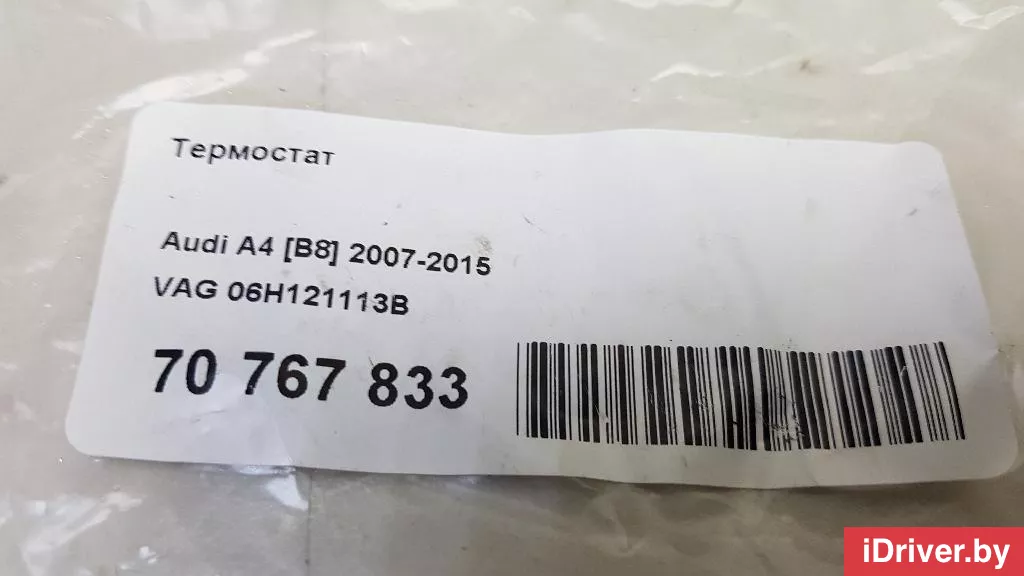 Термостат
Audi A4 [B8] 2007-2015
VAG 06H121113B
70 767 833
iDriver.by